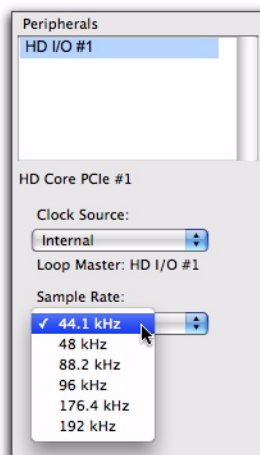 Peripherals
HD I/O #1
HD Core PCIe #1
Clock Source:
Internal
Loop Master: HD I/O #1
Sample Rate:
✓ 44.1 kHz
48 kHz
88.2 kHz
96 kHz
176.4 kHz
192 kHz